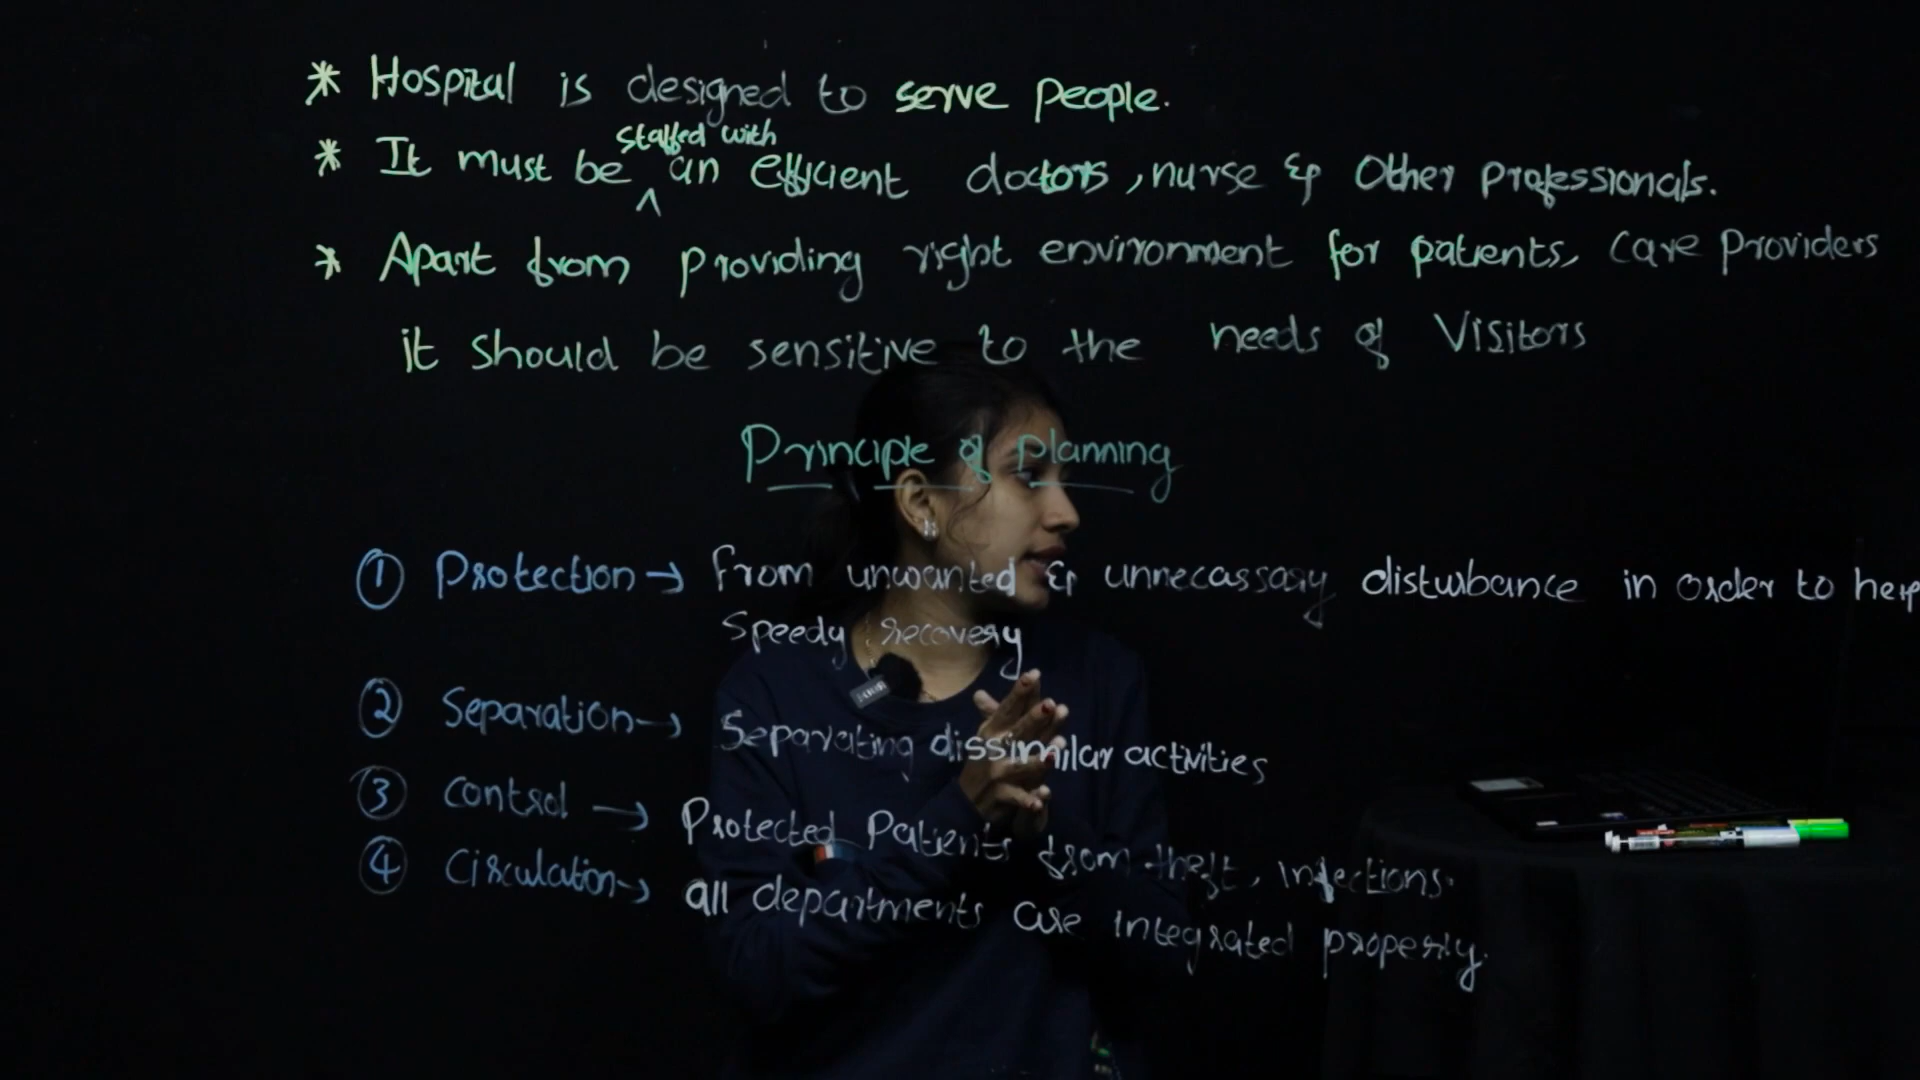 * Hospital is designed to serve people.
staffed with
* It must be ^ an efficient doctors, nurse & Other professionals.
* Apart from providing right environment for patients, Care Providers
it should be sensitive to the needs of Visitors
Principle of planning
① Protection → from unwanted & unnecassary disturbance in order to help
Speedy recovery
② Separation → Separating dissimilar activities
③ Control → Protected Patients from theft, infections.
④ Circulation → all departments are integrated properly.